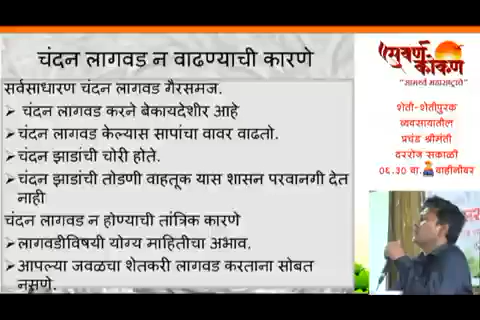 चंदन लागवड न वाढण्याची कारणे
सर्वसाधारण चंदन लागवड गैरसमज.
➢ चंदन लागवड करने बेकायदेशीर आहे
➢चंदन लागवड केल्यास सापांचा वावर वाढतो.
➢चंदन झाडांची चोरी होते.
➢चंदन झाडांची तोडणी वाहतूक यास शासन परवानगी देत
नाही
चंदन लागवड न होण्याची तांत्रिक कारणे
➢लागवडीविषयी योग्य माहितीचा अभाव.
➢आपल्या जवळचा शेतकरी लागवड करताना सोबत
नसणे.
सुवर्ण
कोकण
"सामर्थ्य महाराष्ट्राचे"
शेती-शेतीपुरक
व्यवसायातील
प्रचंड श्रीमंती
दररोज सकाळी
०६.३० वा.
वाहीनीवर